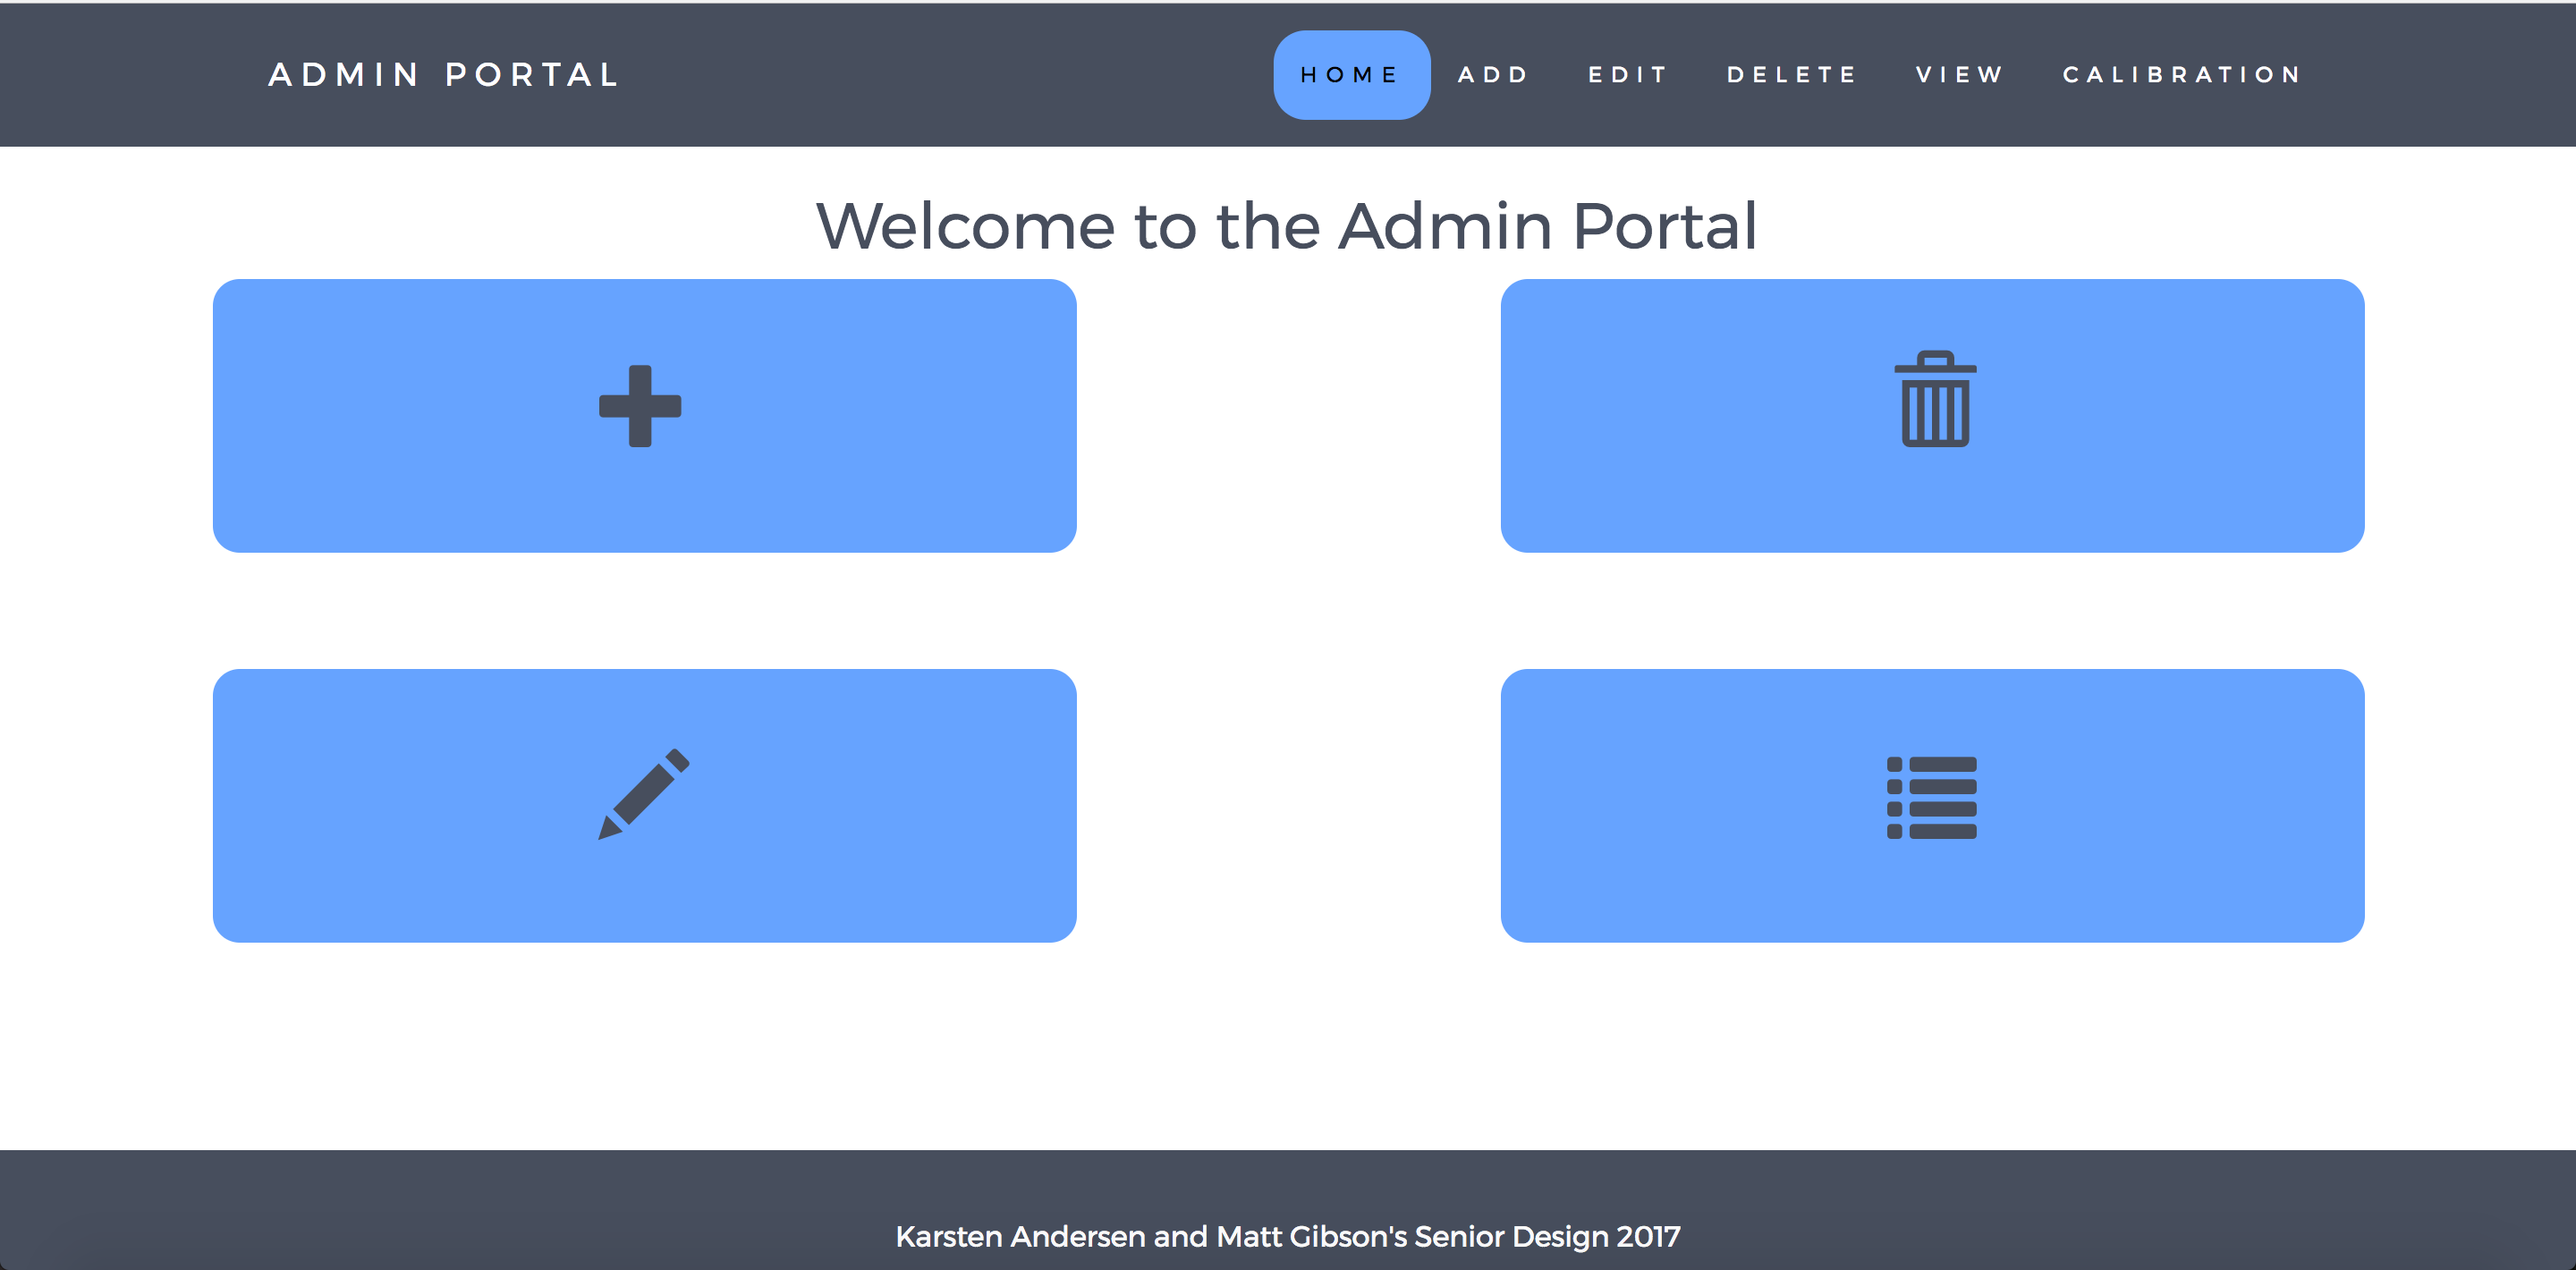 ADMIN PORTAL HOME ADD EDIT DELETE VIEW CALIBRATION
Welcome to the Admin Portal
Karsten Andersen and Matt Gibson's Senior Design 2017